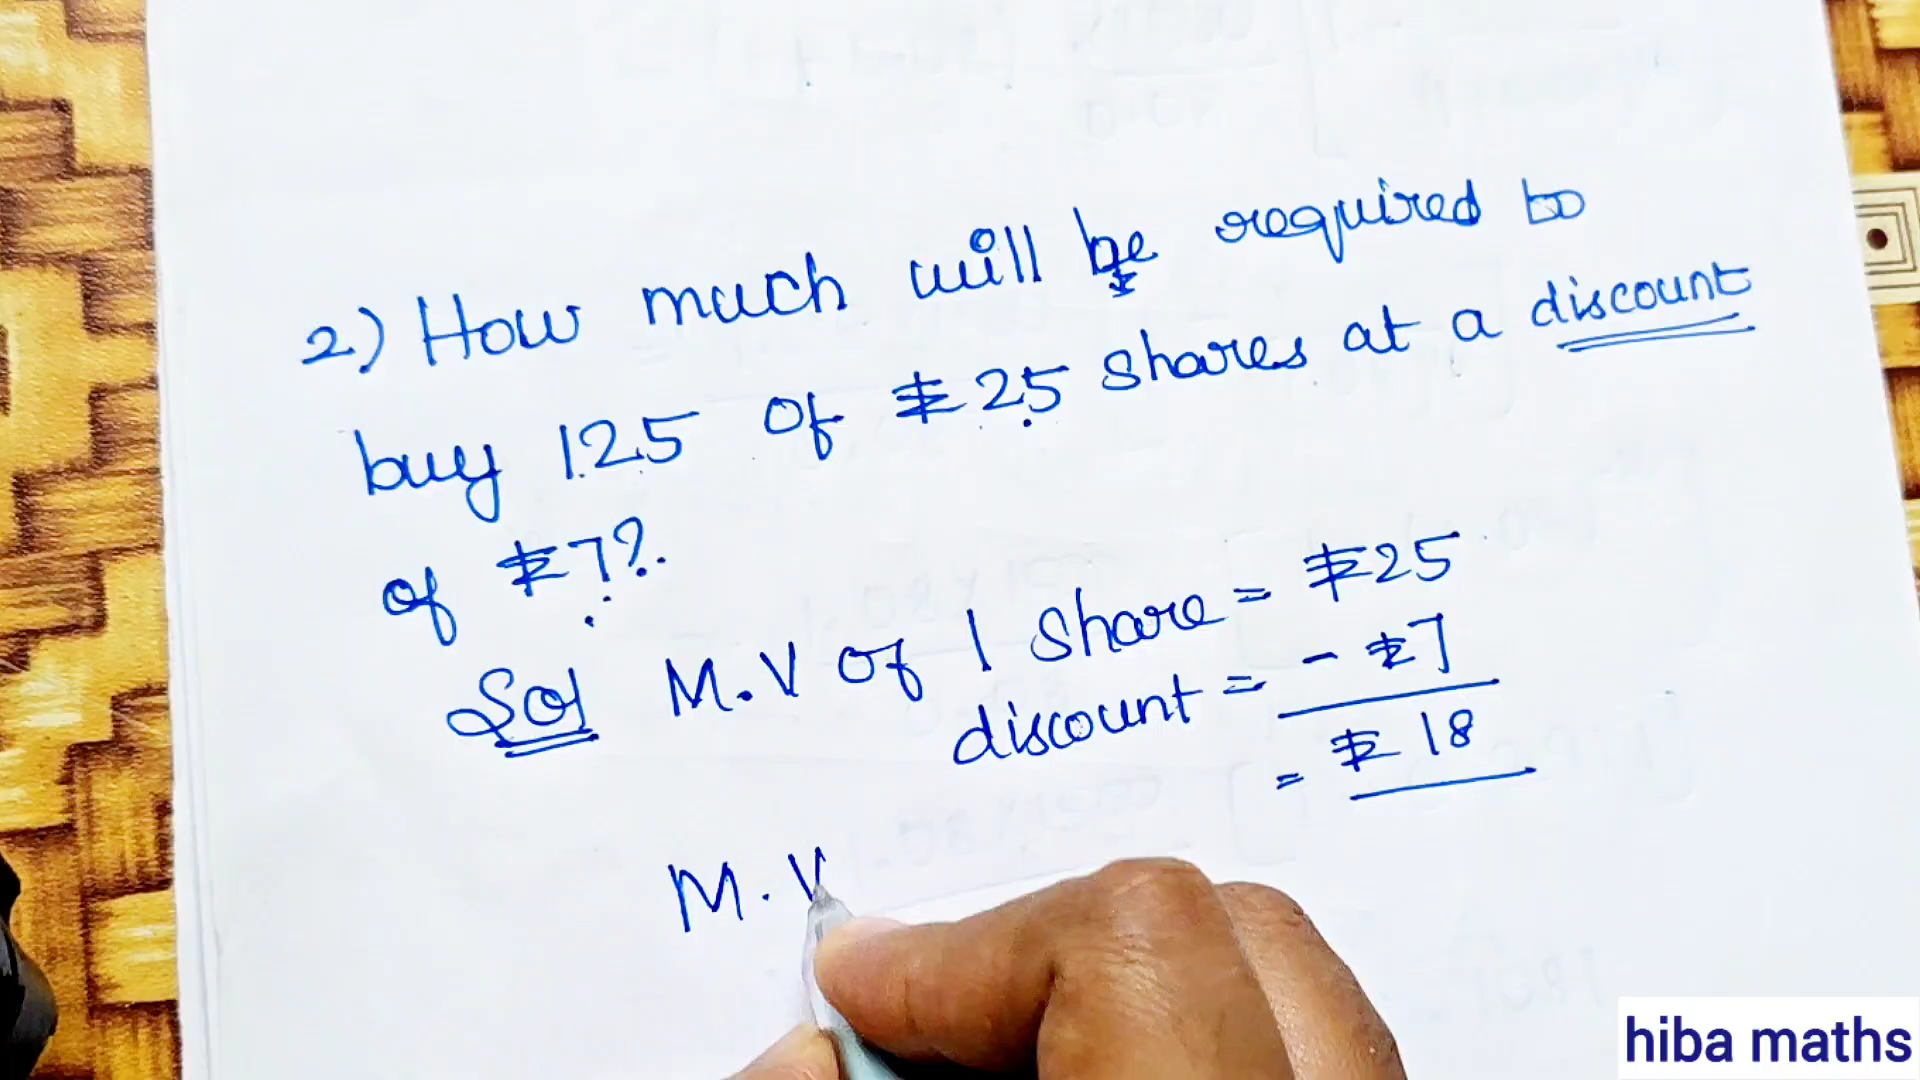 2) How much will be required to
buy 125 of ₹25 shares at a discount
of ₹7?.
Sol M.V of 1 share = ₹25
discount = - ₹7
= ₹ 18
M.V
hiba maths